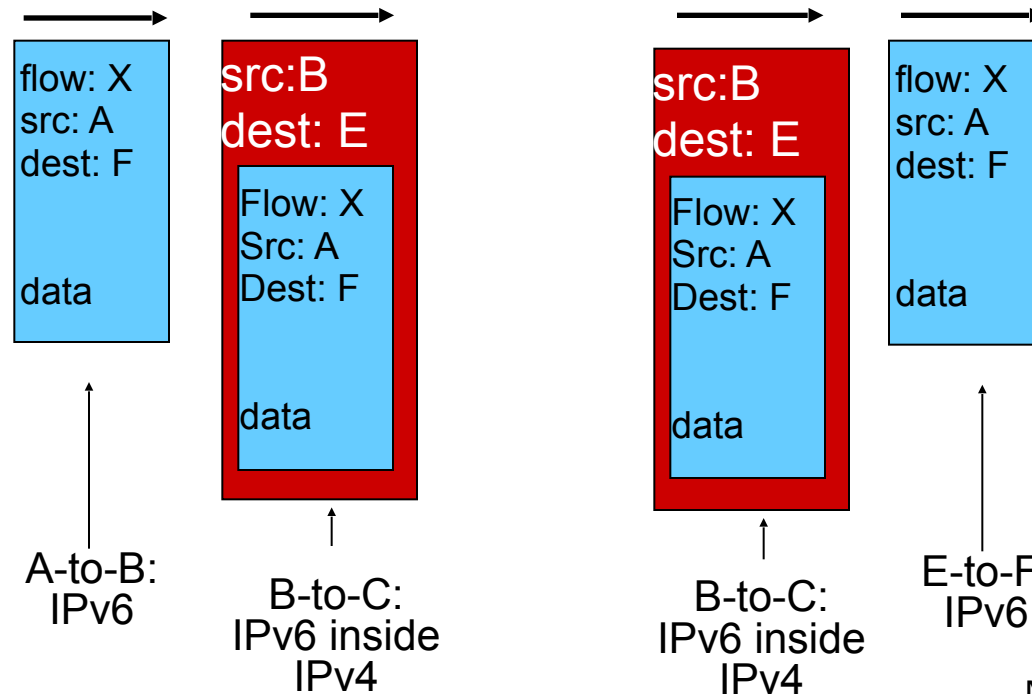 flow: X
src: A
dest: F
data
src:B
dest: E
Flow: X
Src: A
Dest: F
data
src:B
dest: E
Flow: X
Src: A
Dest: F
data
flow: X
src: A
dest: F
data
A-to-B:
IPv6
B-to-C:
IPv6 inside
IPv4
B-to-C:
IPv6 inside
IPv4
E-to-F
IPv6